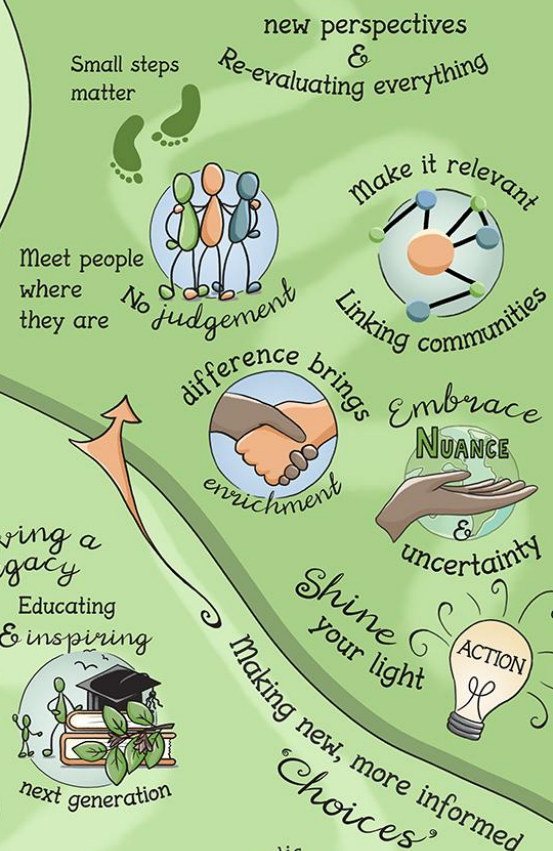 new perspectives
&
Re-evaluating everything
Small steps
matter
Make it relevant
Linking communities
Meet people
where
they are
No judgement
difference brings
enrichment
Embrace
NUANCE
&
uncertainty
a
Educating
& inspiring
next generation
Shine
your light
ACTION
Making new, more informed
'Choices'